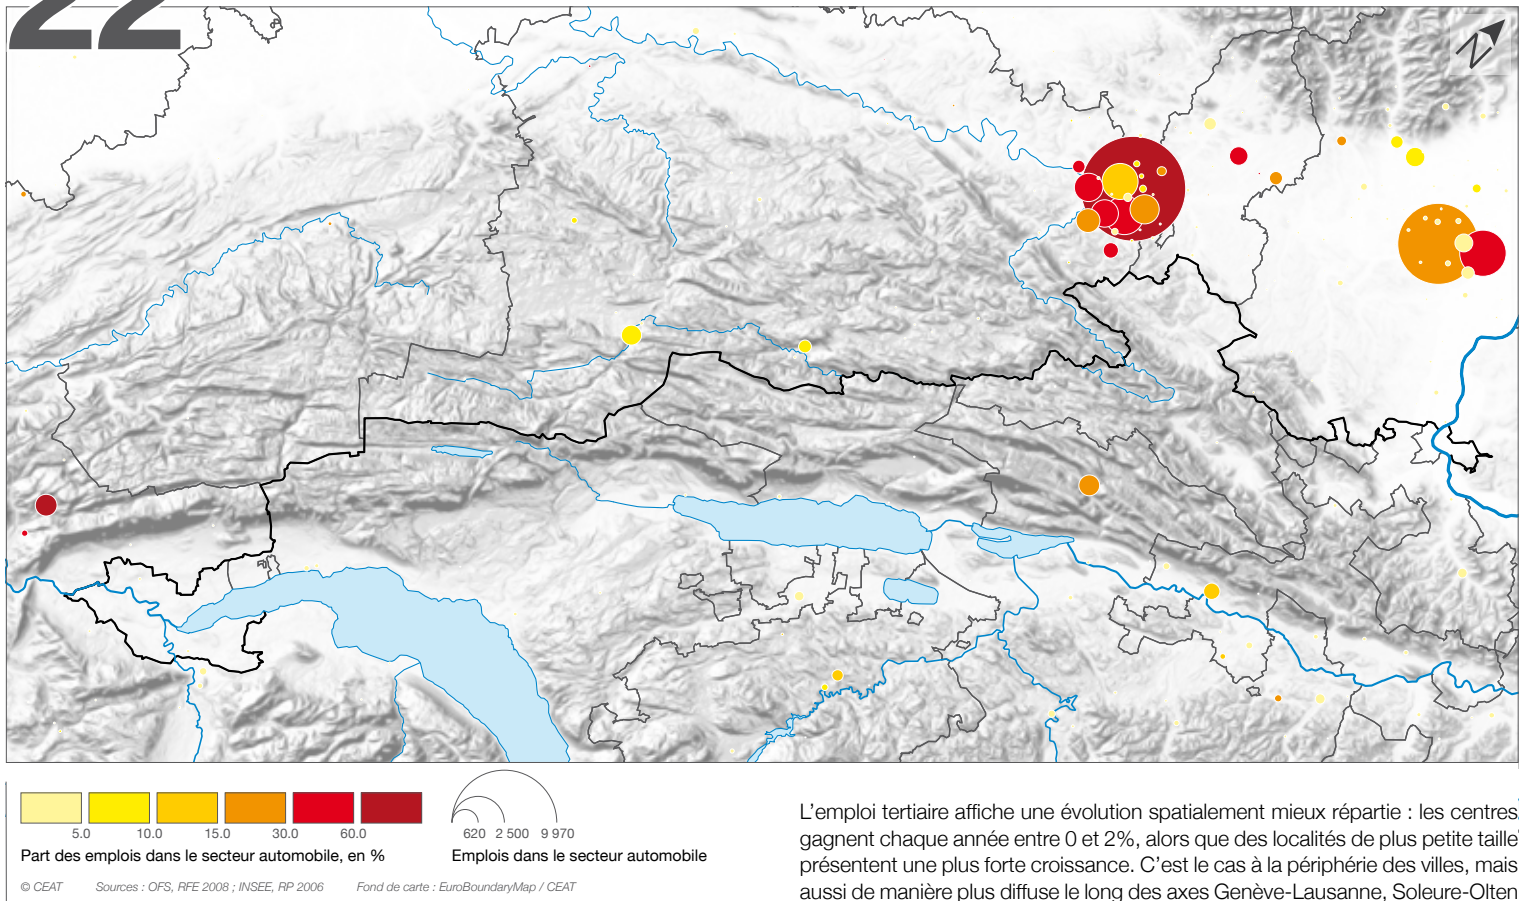 22
N
5.0 10.0 15.0 30.0 60.0
Part des emplois dans le secteur automobile, en %
620 2 500 9 970
Emplois dans le secteur automobile
© CEAT Sources : OFS, RFE 2008 ; INSEE, RP 2006 Fond de carte : EuroBoundaryMap / CEAT
L’emploi tertiaire affiche une évolution spatialement mieux répartie : les centres
gagnent chaque année entre 0 et 2%, alors que des localités de plus petite taille
présentent une plus forte croissance. C’est le cas à la périphérie des villes, mais
aussi de manière plus diffuse le long des axes Genève-Lausanne, Soleure-Olten